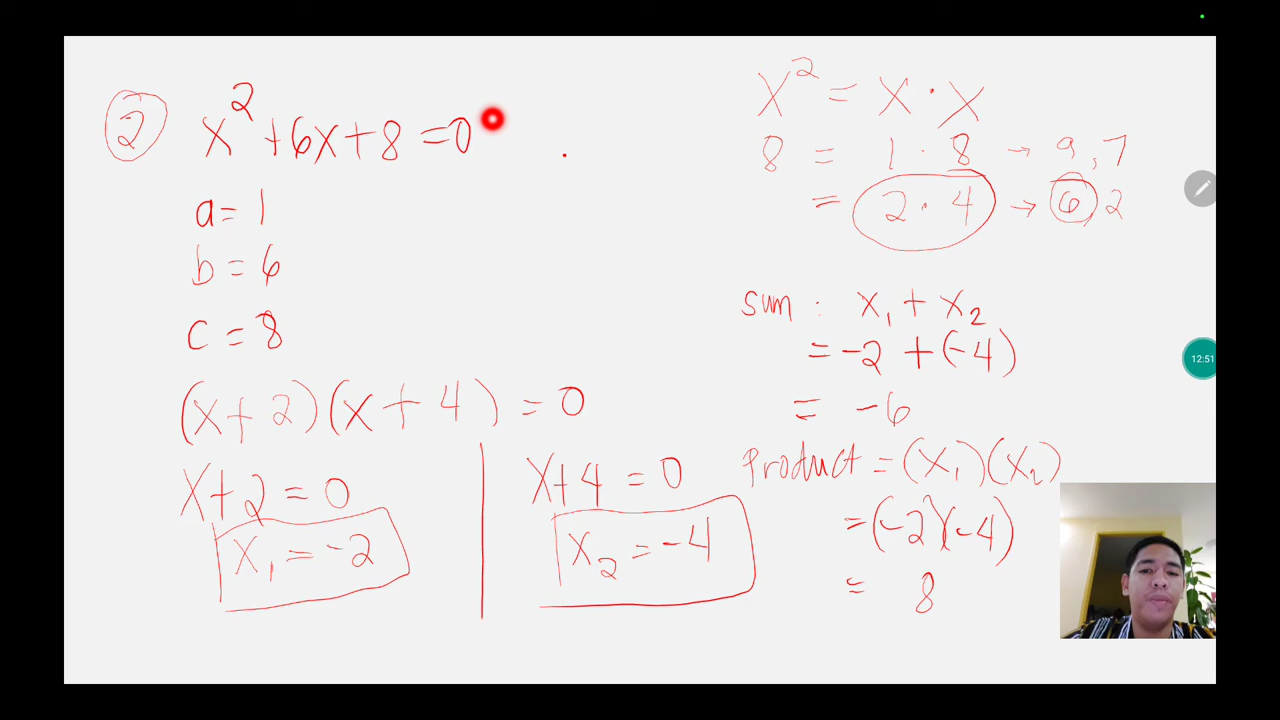 2
x² + 6x + 8 = 0
a = 1
b = 6
c = 8
(x + 2)(x + 4) = 0
x + 2 = 0
x₁ = -2
x + 4 = 0
x₂ = -4
x² = x · x
8 = 1 · 8 → 9, 7
= 2 · 4 → 6, 2
sum : x₁ + x₂
= -2 + (-4)
= -6
Product = (x₁)(x₂)
= (-2)(-4)
= 8
12:51